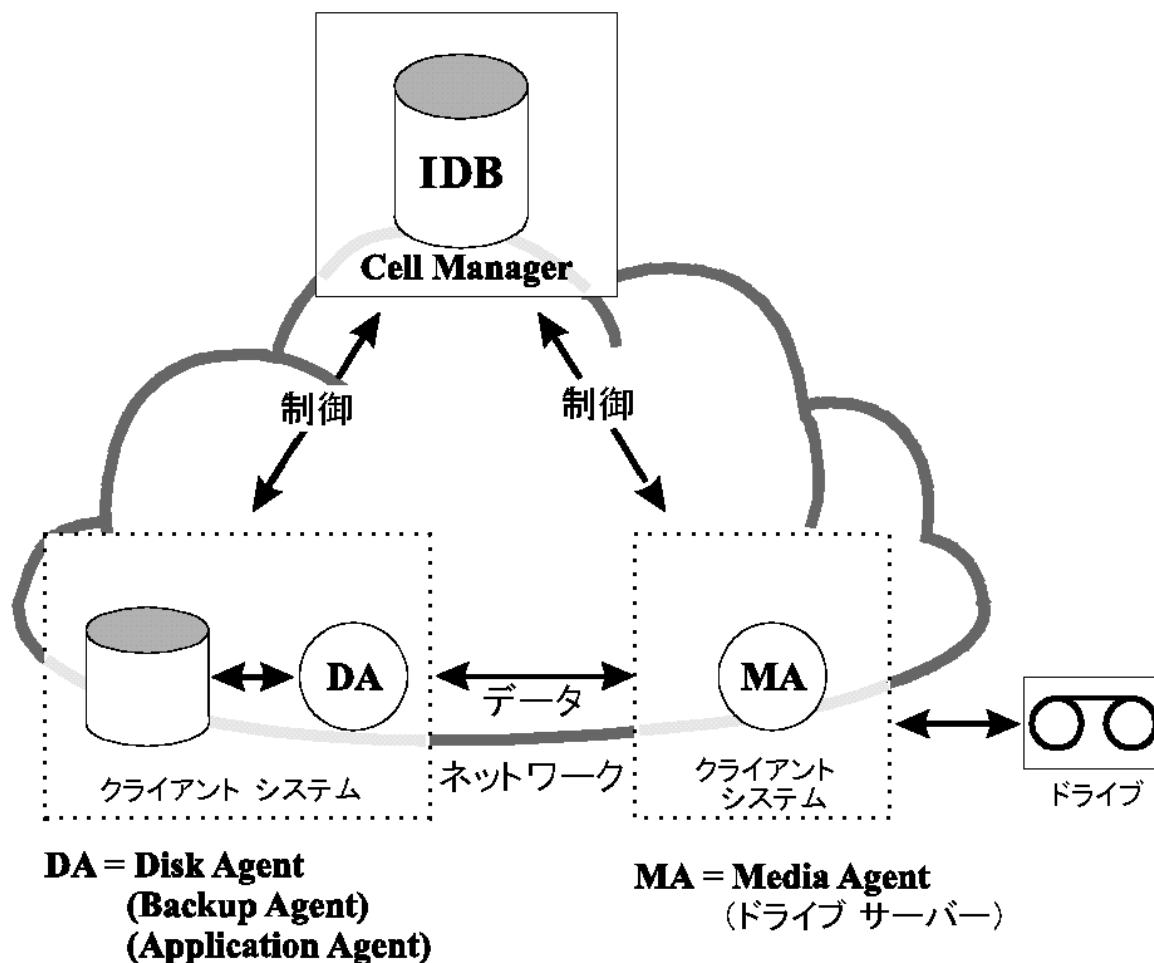 IDB
Cell Manager
制御
制御
DA
データ
MA
ネットワーク
クライアント システム
クライアント
システム
ドライブ
DA = Disk Agent
(Backup Agent)
(Application Agent)
MA = Media Agent
(ドライブ サーバー)